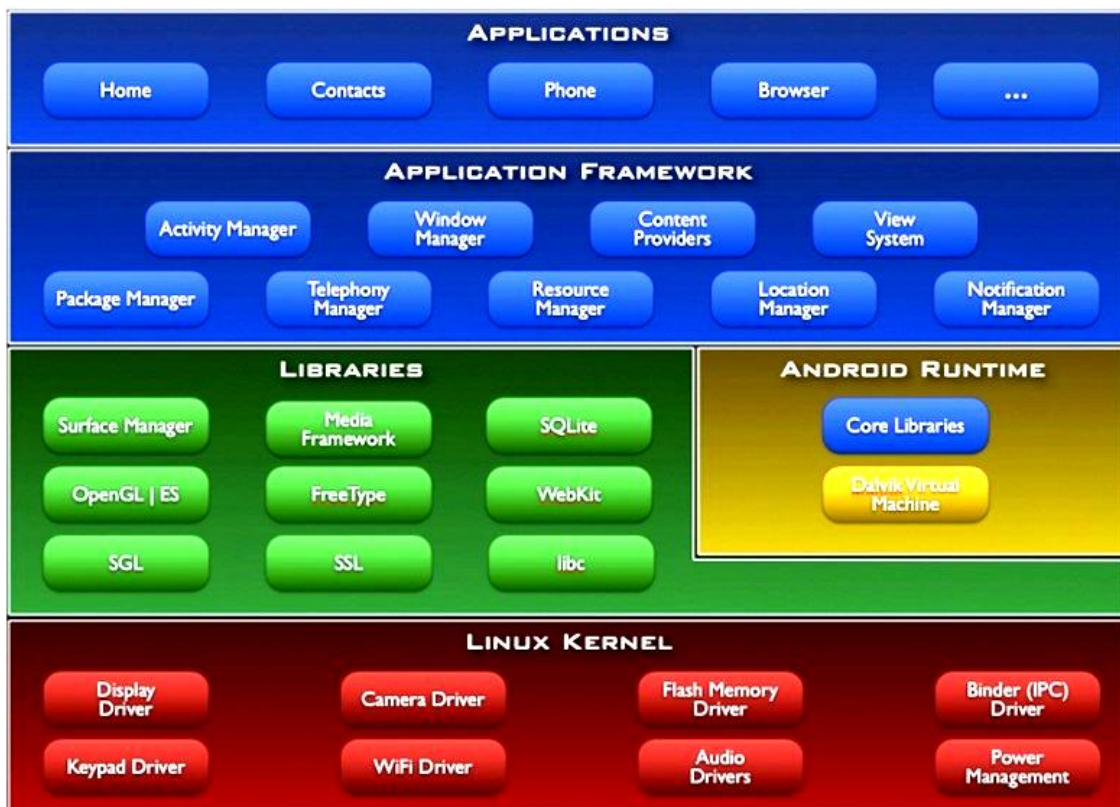 APPLICATIONS
Home
Contacts
Phone
Browser
...
APPLICATION FRAMEWORK
Activity Manager
Window
Manager
Content
Providers
View
System
Package Manager
Telephony
Manager
Resource
Manager
Location
Manager
Notification
Manager
LIBRARIES
Surface Manager
Media
Framework
SQLite
OpenGL | ES
FreeType
WebKit
SGL
SSL
libc
ANDROID RUNTIME
Core Libraries
Dalvik Virtual
Machine
LINUX KERNEL
Display
Driver
Camera Driver
Flash Memory
Driver
Binder (IPC)
Driver
Keypad Driver
WiFi Driver
Audio
Drivers
Power
Management